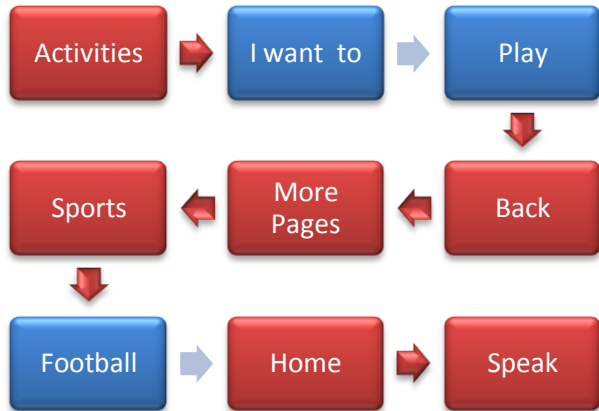 Activities
I want to
Play
Back
More
Pages
Sports
Football
Home
Speak